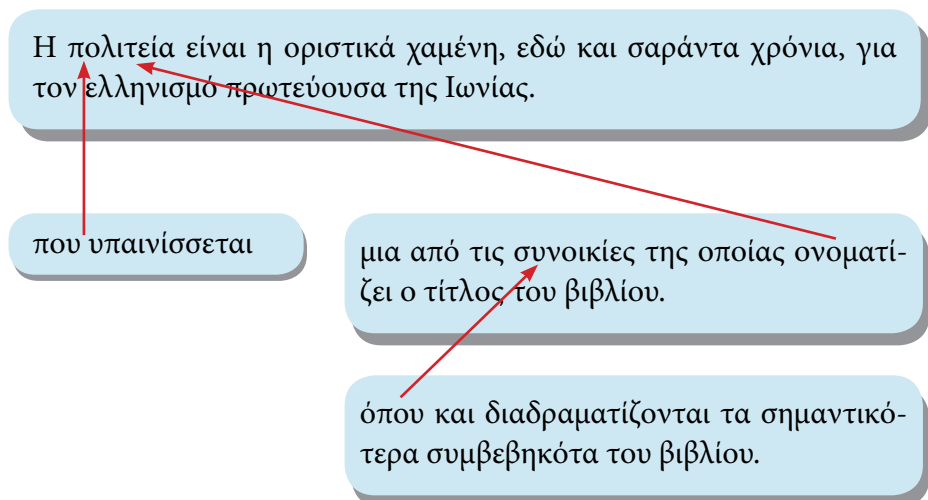 Η πολιτεία είναι η οριστικά χαμένη, εδώ και σαράντα χρόνια, για
τον ελληνισμό πρωτεύουσα της Ιωνίας.
που υπαινίσσεται
μια από τις συνοικίες της οποίας ονοματί-
ζει ο τίτλος του βιβλίου.
όπου και διαδραματίζονται τα σημαντικό-
τερα συμβεβηκότα του βιβλίου.